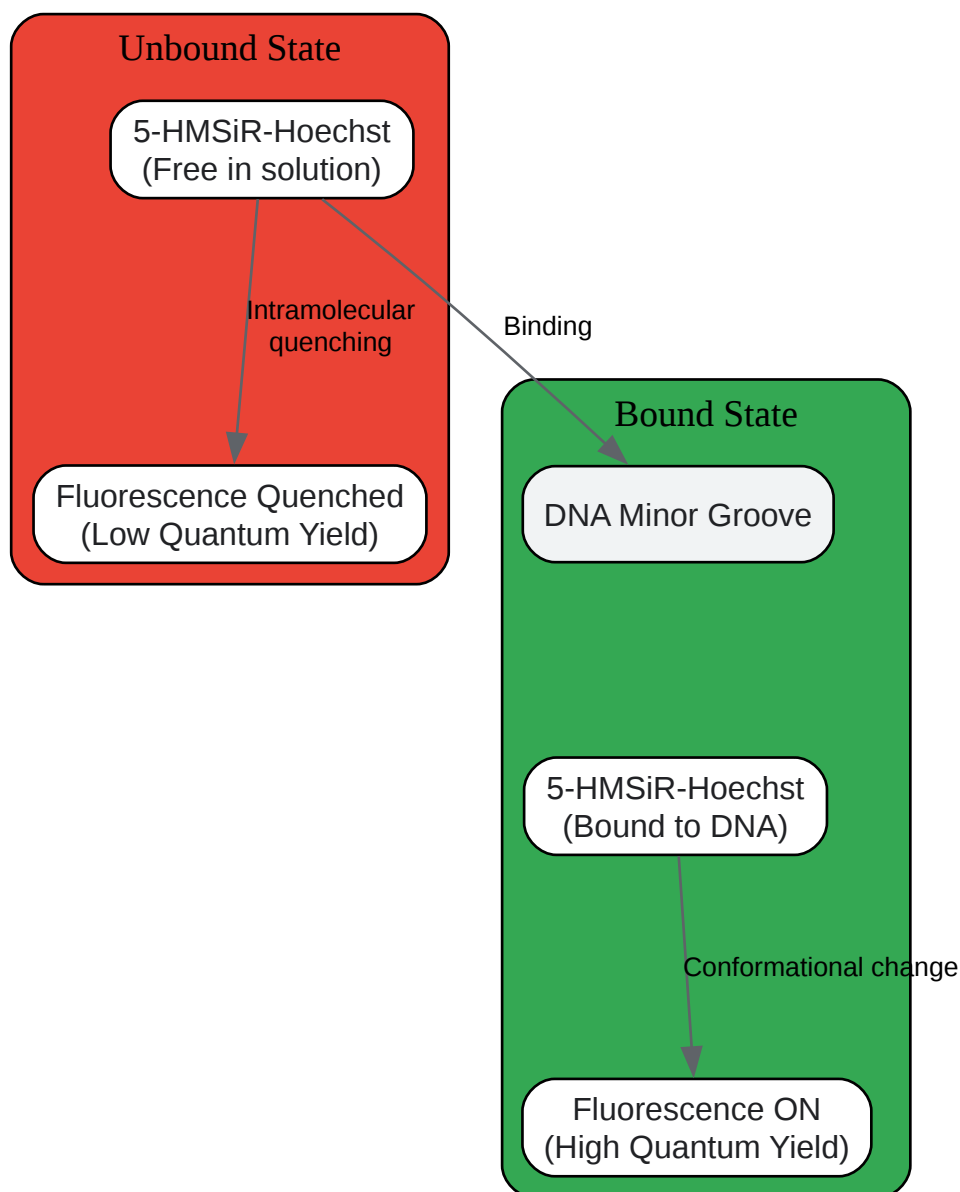 Unbound State
5-HMSiR-Hoechst
(Free in solution)
Intramolecular
quenching
Binding
Fluorescence Quenched
(Low Quantum Yield)
Bound State
DNA Minor Groove
5-HMSiR-Hoechst
(Bound to DNA)
Conformational change
Fluorescence ON
(High Quantum Yield)